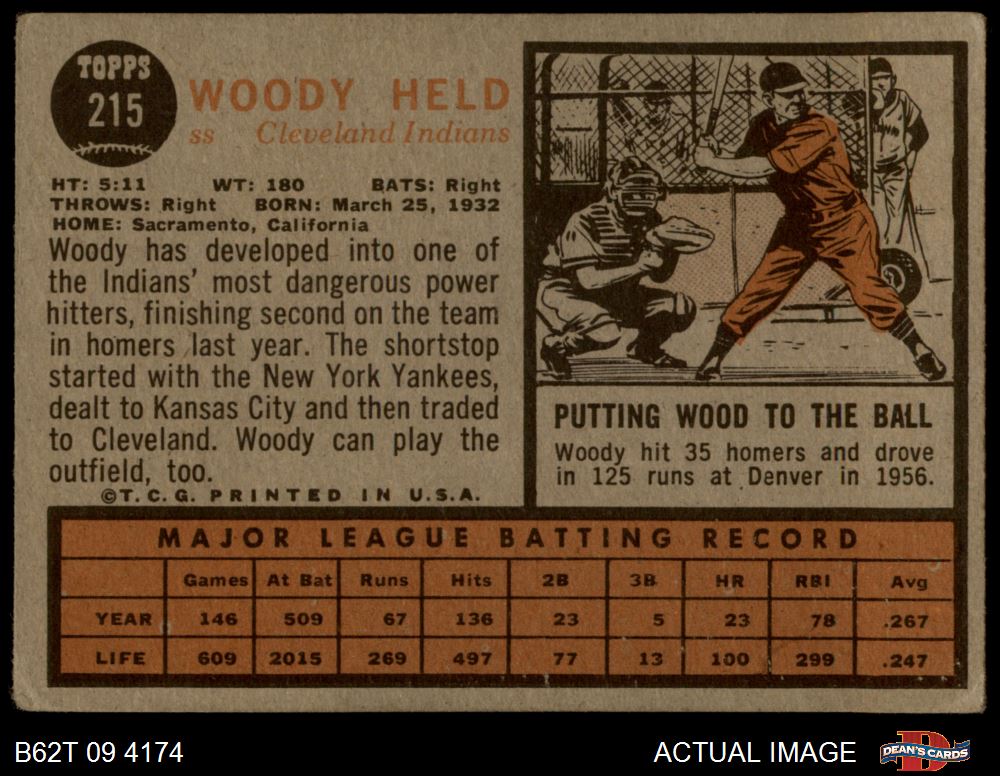 TOPPS
215
WOODY HELD
ss Cleveland Indians
HT: 5:11 WT: 180 BATS: Right
THROWS: Right BORN: March 25, 1932
HOME: Sacramento, California
Woody has developed into one of
the Indians' most dangerous power
hitters, finishing second on the team
in homers last year. The shortstop
started with the New York Yankees,
dealt to Kansas City and then traded
to Cleveland. Woody can play the
outfield, too.
©T. C. G. PRINTED IN U.S.A.
PUTTING WOOD TO THE BALL
Woody hit 35 homers and drove
in 125 runs at Denver in 1956.
MAJOR LEAGUE BATTING RECORD
Games At Bat Runs Hits 2B 3B HR RBI Avg
YEAR 146 509 67 136 23 5 23 78 .267
LIFE 609 2015 269 497 77 13 100 299 .247
B62T 09 4174
ACTUAL IMAGE
D
DEAN'S CARDS